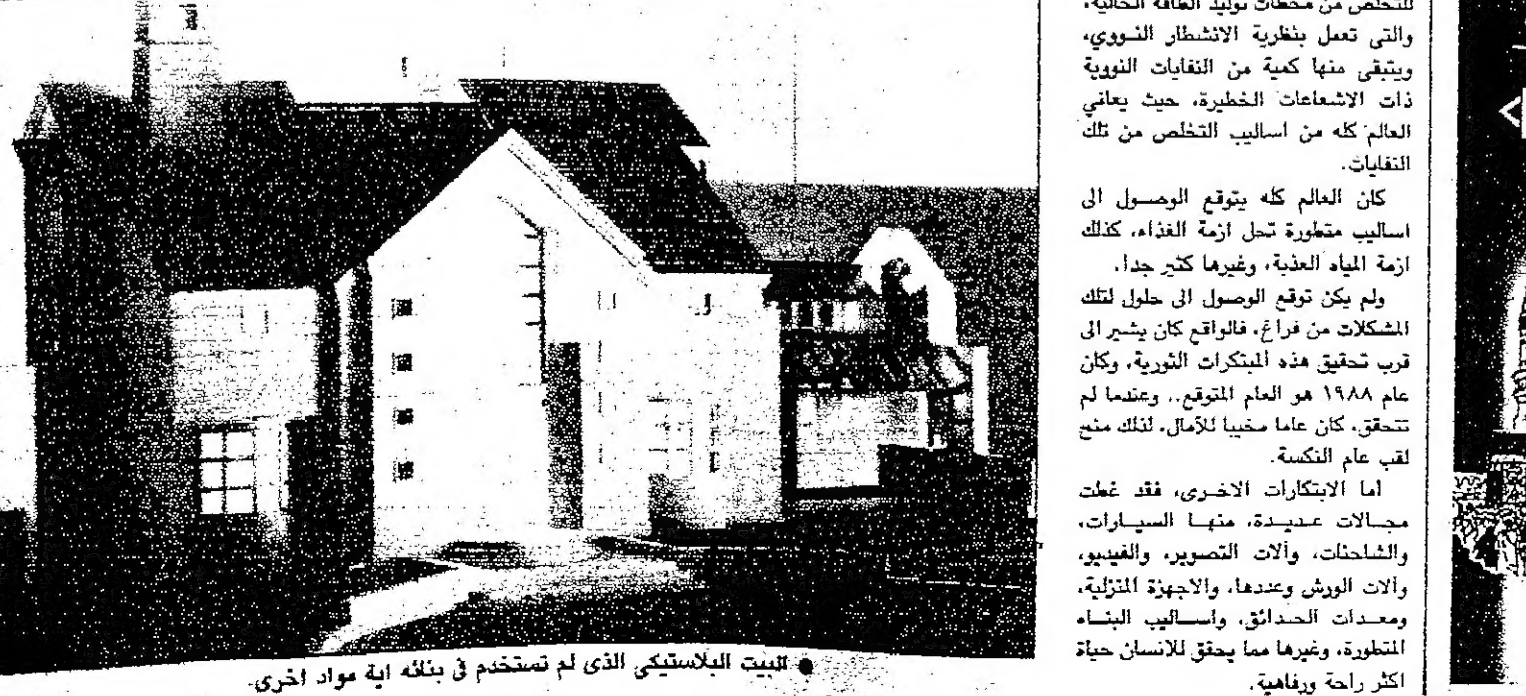 للتخلص من محطات توليد الطاقة الحالية،
والتى تعمل بنظرية الانشطار النووي،
ويتبقى منها كمية من النفايات النووية
ذات الاشعاعات الخطيرة، حيث يعاني
العالم كله من اساليب التخلص من تلك
النفايات.
كان العالم كله يتوقع الوصول الى
اساليب متطورة تحل ازمة الغذاء، كذلك
ازمة المياه العذبة، وغيرها كثير جدا.
ولم يكن توقع الوصول الى حلول لتلك
المشكلات من فراغ، فالواقع كان يشير الى
قرب تحقيق هذه المبتكرات الثورية، وكان
عام ١٩٨٨ هو العام المتوقع.. وعندما لم
تتحقق، كان عاما مخيبا للآمال، لذلك منح
لقب عام النكسة.
أما الابتكارات الاخرى، فقد غطت
مجالات عديدة، منها السيارات،
والشاحنات، وآلات التصوير، والفيديو،
وآلات الورش وعددها، والاجهزة المنزلية،
ومعدات الحدائق، واساليب البناء
المتطورة، وغيرها مما يحقق للانسان حياة
اكثر راحة ورفاهية.
● البيت البلاستيكي الذى لم تستخدم في بنائه اية مواد اخرى.